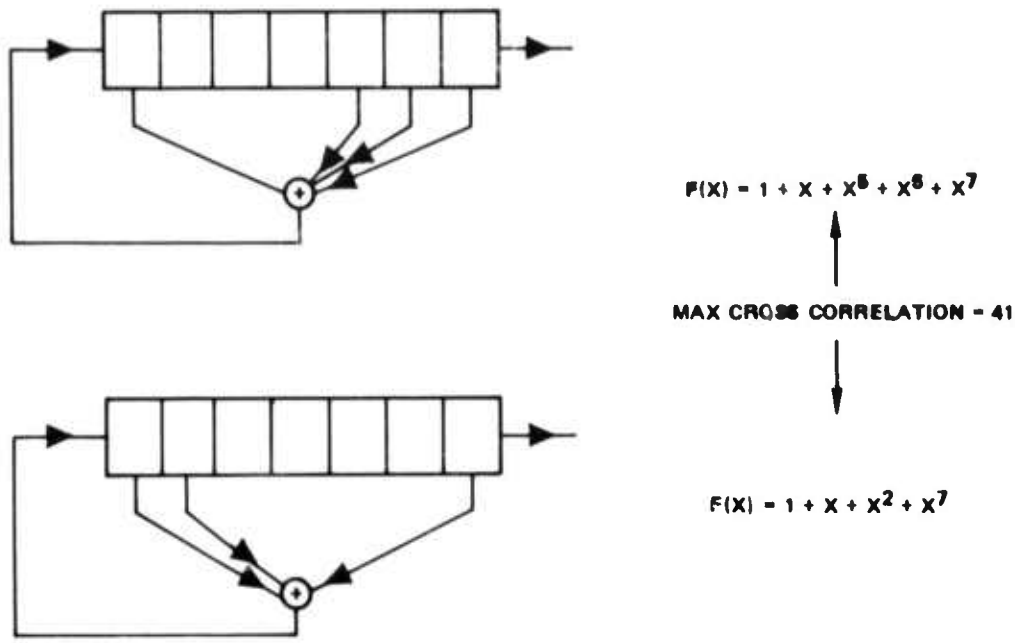 F(X) = 1 + X + X⁵ + X⁶ + X⁷
MAX CROSS CORRELATION = 41
F(X) = 1 + X + X² + X⁷
+
+